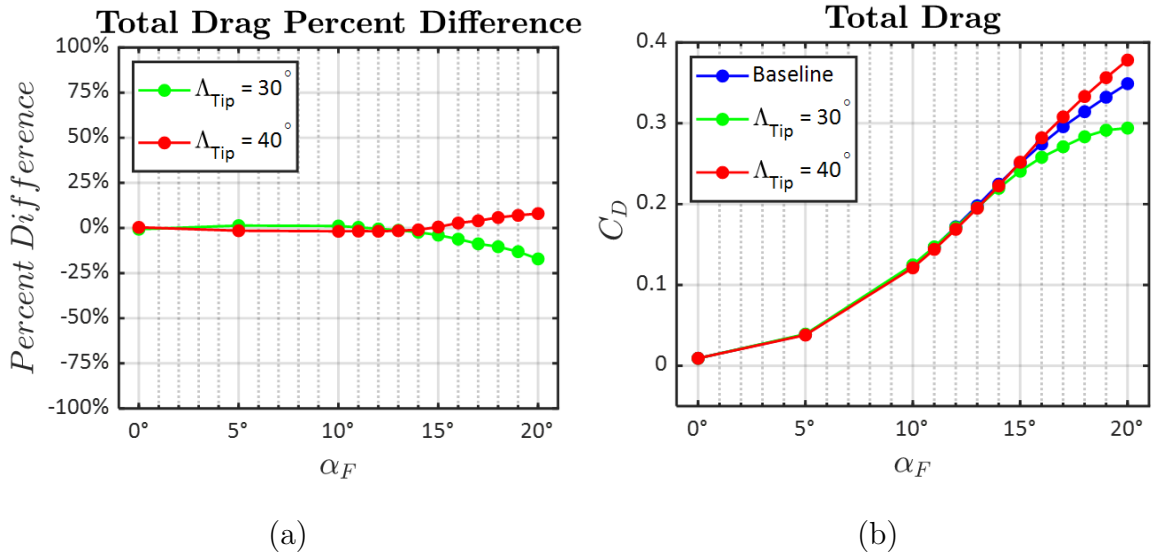 Total Drag Percent Difference
100%
75%
50%
25%
0%
-25%
-50%
-75%
-100%
Percent Difference
Λ_Tip = 30°
Λ_Tip = 40°
0° 5° 10° 15° 20°
α_F
(a)
Total Drag
0.4
0.3
0.2
0.1
0
C_D
Baseline
Λ_Tip = 30°
Λ_Tip = 40°
0° 5° 10° 15° 20°
α_F
(b)